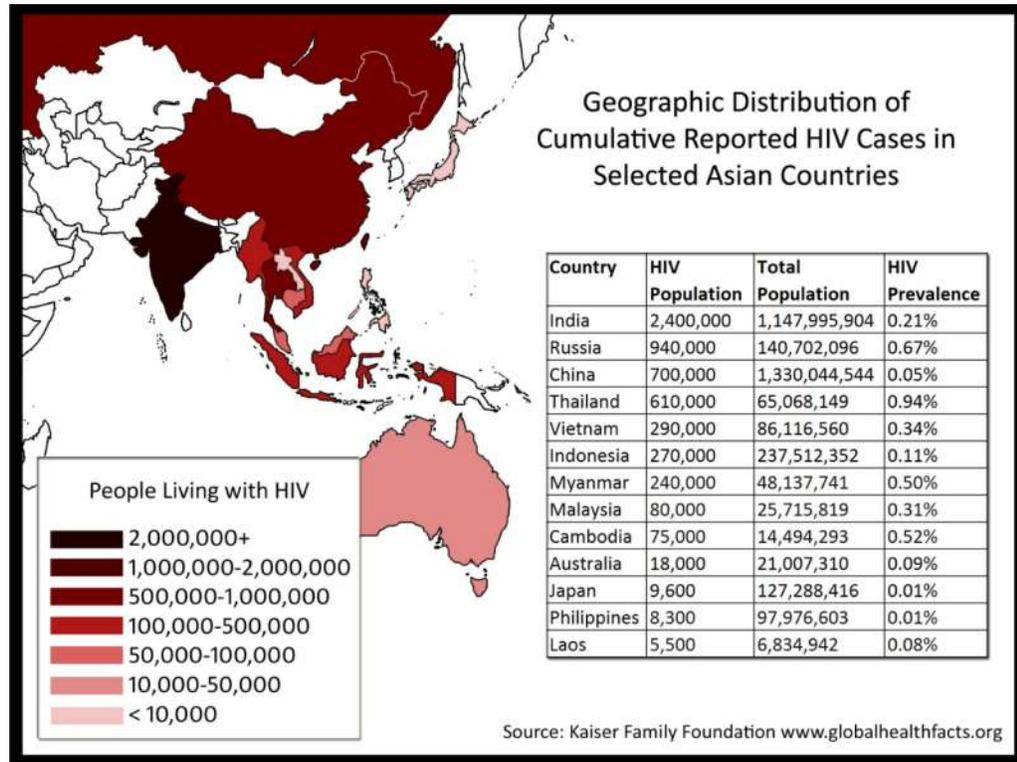 Geographic Distribution of
Cumulative Reported HIV Cases in
Selected Asian Countries
Country HIV Population Total Population HIV Prevalence
India 2,400,000 1,147,995,904 0.21%
Russia 940,000 140,702,096 0.67%
China 700,000 1,330,044,544 0.05%
Thailand 610,000 65,068,149 0.94%
Vietnam 290,000 86,116,560 0.34%
Indonesia 270,000 237,512,352 0.11%
Myanmar 240,000 48,137,741 0.50%
Malaysia 80,000 25,715,819 0.31%
Cambodia 75,000 14,494,293 0.52%
Australia 18,000 21,007,310 0.09%
Japan 9,600 127,288,416 0.01%
Philippines 8,300 97,976,603 0.01%
Laos 5,500 6,834,942 0.08%
People Living with HIV
2,000,000+
1,000,000-2,000,000
500,000-1,000,000
100,000-500,000
50,000-100,000
10,000-50,000
< 10,000
Source: Kaiser Family Foundation www.globalhealthfacts.org